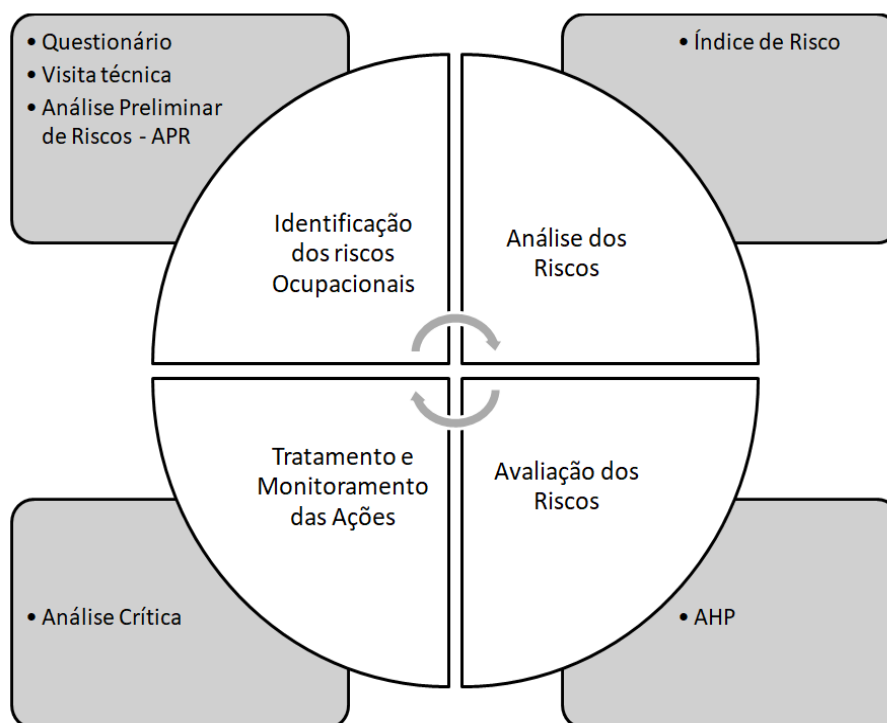 • Questionário
• Visita técnica
• Análise Preliminar
de Riscos - APR
• Índice de Risco
Identificação
dos riscos
Ocupacionais
Análise dos
Riscos
Tratamento e
Monitoramento
das Ações
Avaliação dos
Riscos
• Análise Crítica
• AHP